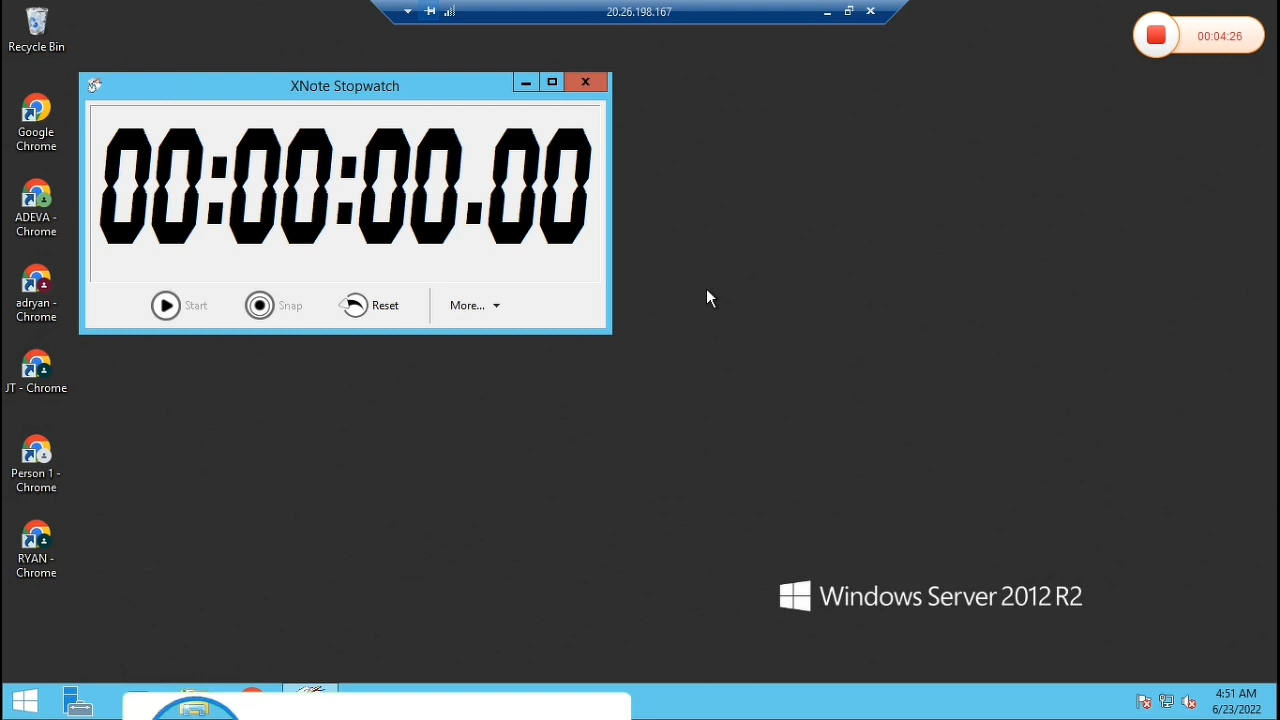 20.26.198.167
00:04:26
Recycle Bin
XNote Stopwatch
00:00:00.00
Start
Snap
Reset
More...
Google
Chrome
ADEVA -
Chrome
adryan -
Chrome
JT - Chrome
Person 1 -
Chrome
RYAN -
Chrome
Windows Server 2012 R2
4:51 AM
6/23/2022